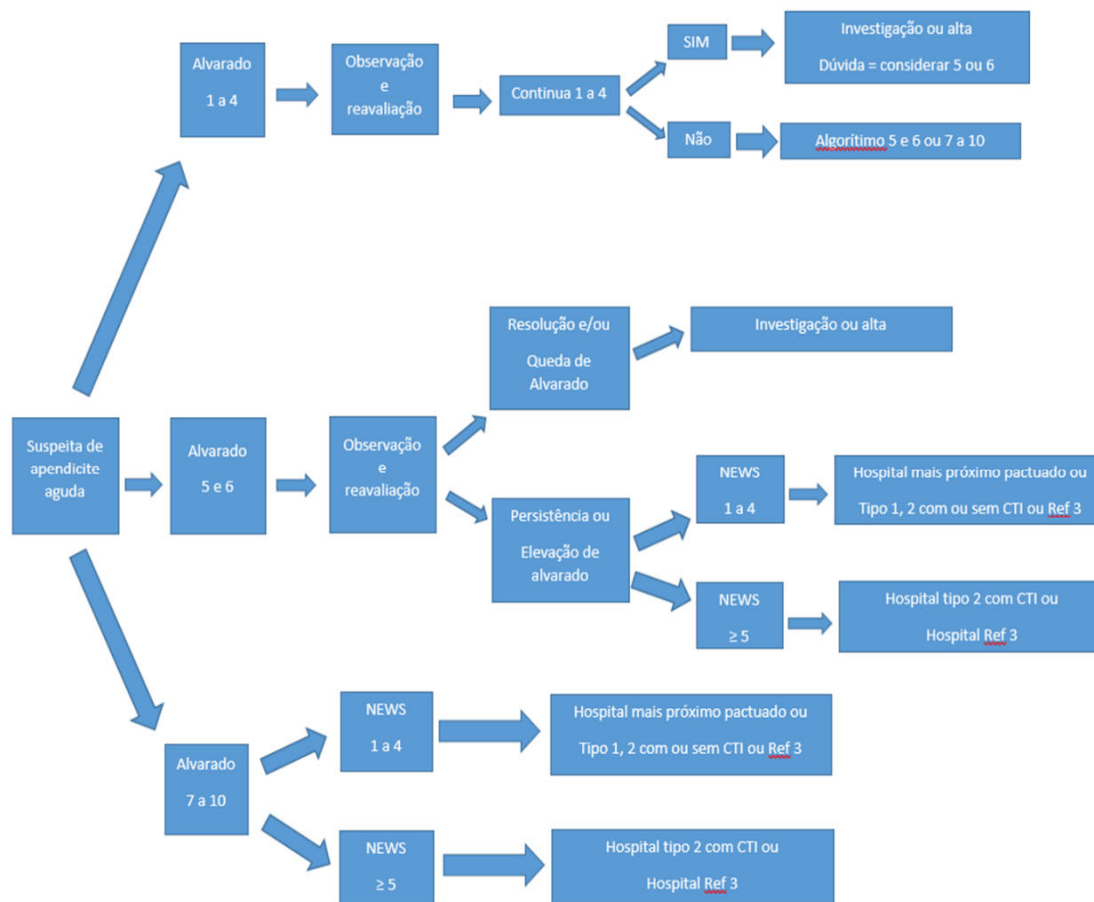 Alvarado
1 a 4
Observação
e
reavaliação
Continua 1 a 4
SIM
Investigação ou alta
Dúvida = considerar 5 ou 6
Não
Algorítimo 5 e 6 ou 7 a 10
Suspeita de
apendicite
aguda
Alvarado
5 e 6
Observação
e
reavaliação
Resolução e/ou
Queda de
Alvarado
Investigação ou alta
Persistência ou
Elevação de
alvarado
NEWS
1 a 4
Hospital mais próximo pactuado ou
Tipo 1, 2 com ou sem CTI ou Ref 3
NEWS
≥ 5
Hospital tipo 2 com CTI ou
Hospital Ref 3
Alvarado
7 a 10
NEWS
1 a 4
Hospital mais próximo pactuado ou
Tipo 1, 2 com ou sem CTI ou Ref 3
NEWS
≥ 5
Hospital tipo 2 com CTI ou
Hospital Ref 3